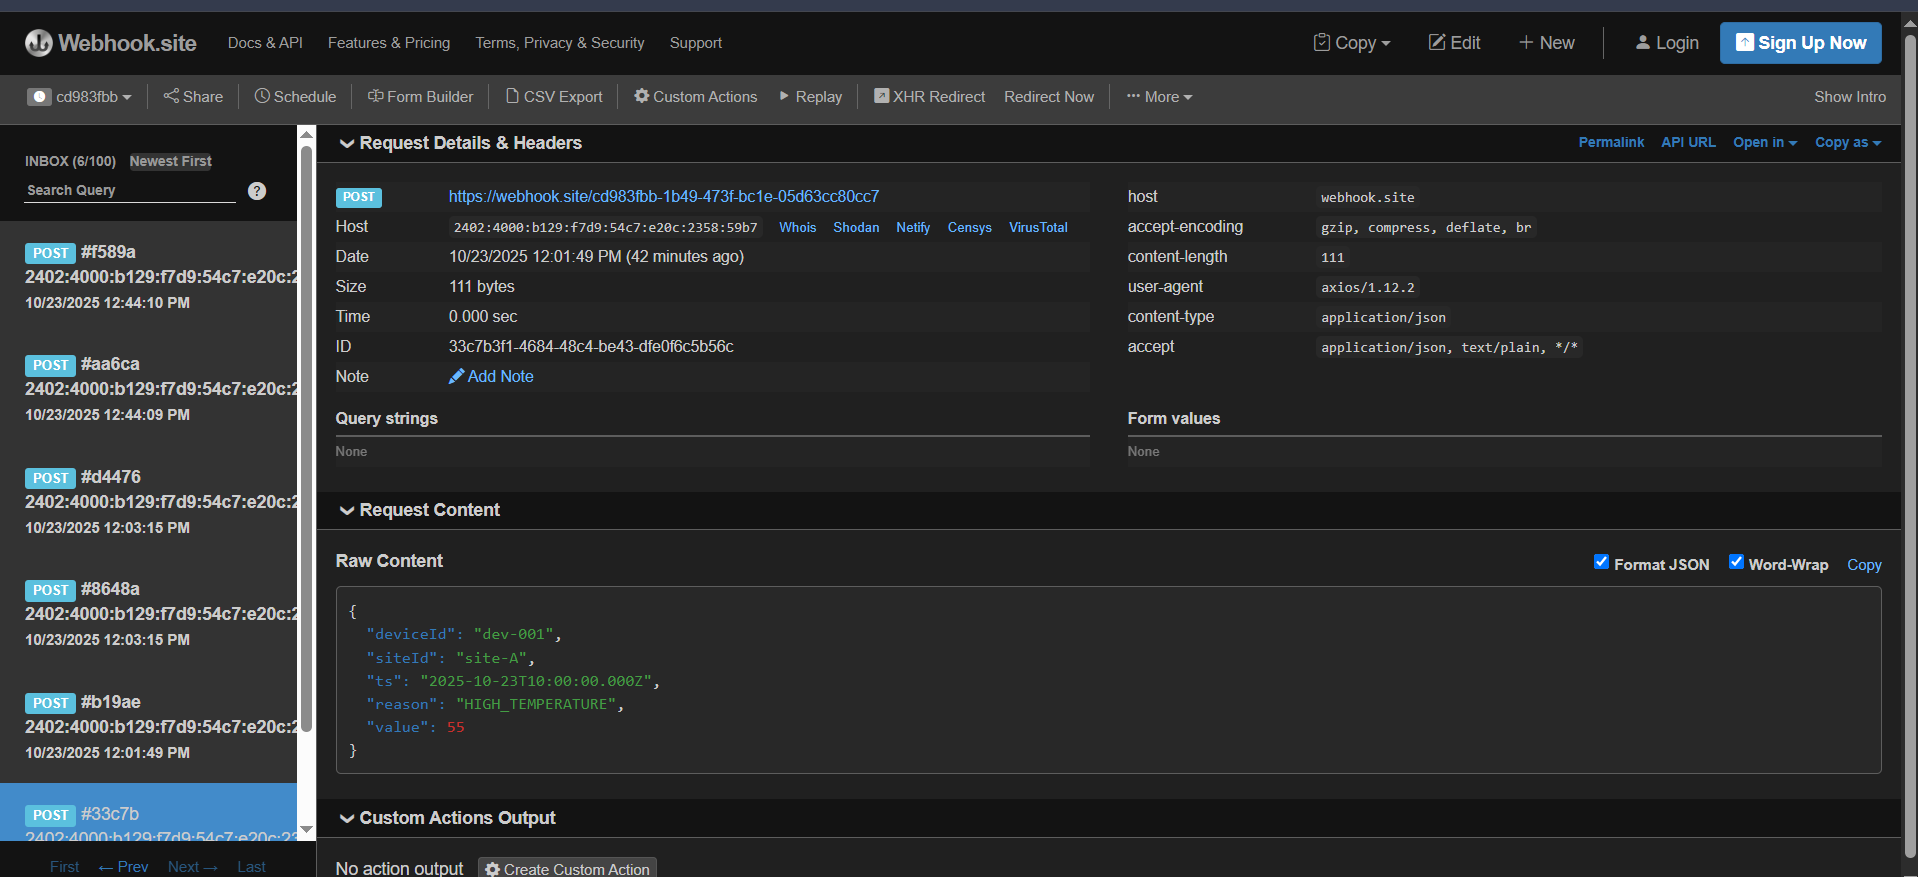 Webhook.site Docs & API Features & Pricing Terms, Privacy & Security Support Copy Edit New Login Sign Up Now
cd983fbb Share Schedule Form Builder CSV Export Custom Actions Replay XHR Redirect Redirect Now More Show Intro
INBOX (6/100) Newest First
Search Query ?
POST #f589a
2402:4000:b129:f7d9:54c7:e20c:2
10/23/2025 12:44:10 PM
POST #aa6ca
2402:4000:b129:f7d9:54c7:e20c:2
10/23/2025 12:44:09 PM
POST #d4476
2402:4000:b129:f7d9:54c7:e20c:2
10/23/2025 12:03:15 PM
POST #8648a
2402:4000:b129:f7d9:54c7:e20c:2
10/23/2025 12:03:15 PM
POST #b19ae
2402:4000:b129:f7d9:54c7:e20c:2
10/23/2025 12:01:49 PM
POST #33c7b
2402:4000:b129:f7d9:54c7:e20c:23
First ← Prev Next → Last
Request Details & Headers Permalink API URL Open in Copy as
POST https://webhook.site/cd983fbb-1b49-473f-bc1e-05d63cc80cc7
Host 2402:4000:b129:f7d9:54c7:e20c:2358:59b7 Whois Shodan Netify Censys VirusTotal
Date 10/23/2025 12:01:49 PM (42 minutes ago)
Size 111 bytes
Time 0.000 sec
ID 33c7b3f1-4684-48c4-be43-dfe0f6c5b56c
Note Add Note
host webhook.site
accept-encoding gzip, compress, deflate, br
content-length 111
user-agent axios/1.12.2
content-type application/json
accept application/json, text/plain, */*
Query strings
None
Form values
None
Request Content
Raw Content Format JSON Word-Wrap Copy
{
"deviceId": "dev-001",
"siteId": "site-A",
"ts": "2025-10-23T10:00:00.000Z",
"reason": "HIGH_TEMPERATURE",
"value": 55
}
Custom Actions Output
No action output Create Custom Action